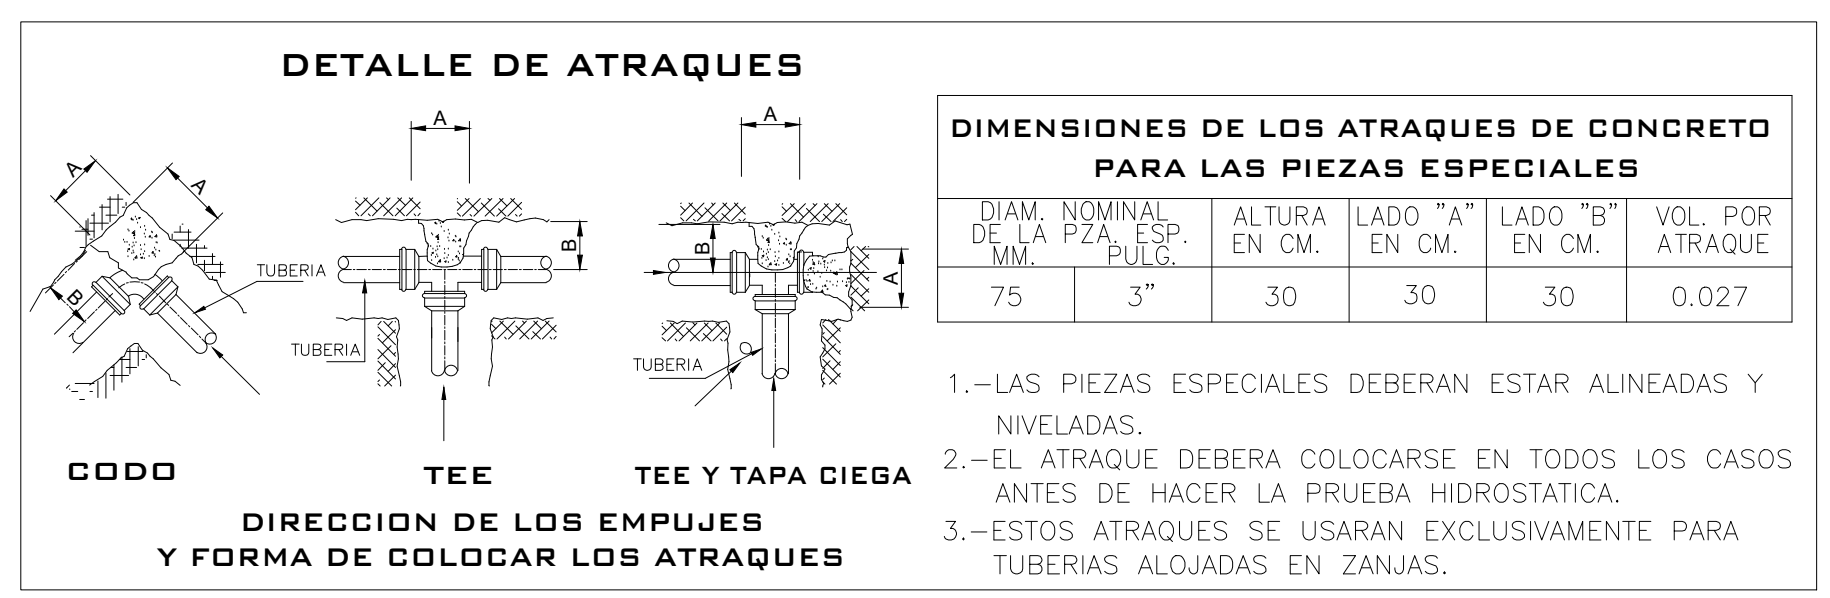 DETALLE DE ATRAQUES
A
A
B
TUBERIA
CODO
A
B
TUBERIA
TEE
A
B
A
TUBERIA
TEE Y TAPA CIEGA
DIRECCION DE LOS EMPUJES
Y FORMA DE COLOCAR LOS ATRAQUES
DIMENSIONES DE LOS ATRAQUES DE CONCRETO
PARA LAS PIEZAS ESPECIALES
DIAM. NOMINAL
DE LA PZA. ESP.
MM. PULG.
ALTURA
EN CM.
LADO "A"
EN CM.
LADO "B"
EN CM.
VOL. POR
ATRAQUE
75 3" 30 30 30 0.027
1.-LAS PIEZAS ESPECIALES DEBERAN ESTAR ALINEADAS Y
NIVELADAS.
2.-EL ATRAQUE DEBERA COLOCARSE EN TODOS LOS CASOS
ANTES DE HACER LA PRUEBA HIDROSTATICA.
3.-ESTOS ATRAQUES SE USARAN EXCLUSIVAMENTE PARA
TUBERIAS ALOJADAS EN ZANJAS.